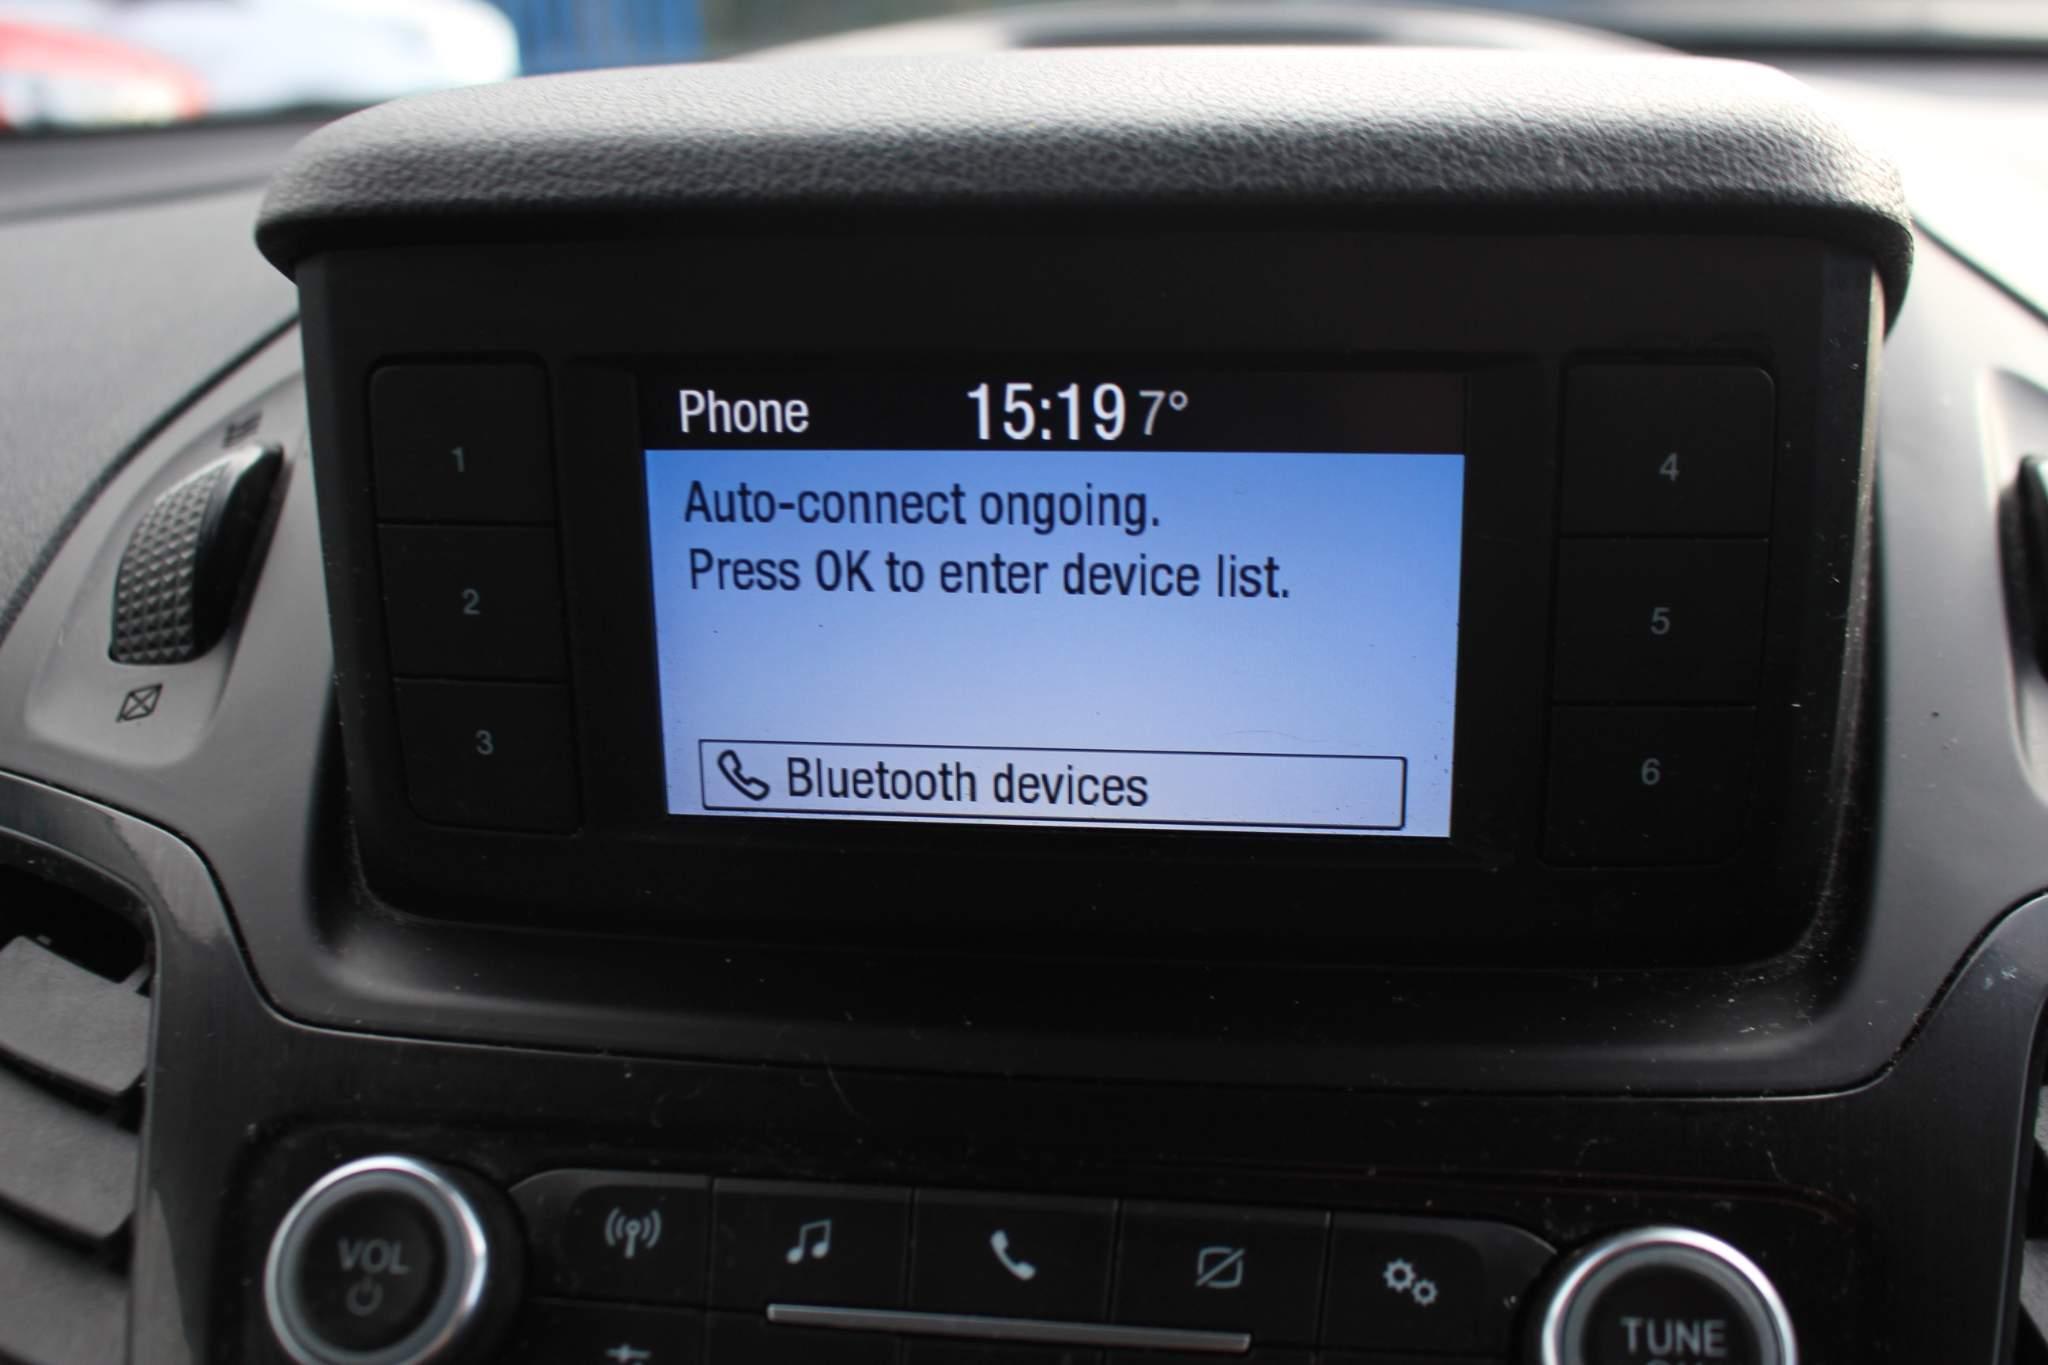 Phone 15:19 7°
Auto-connect ongoing.
Press OK to enter device list.
Bluetooth devices
1
2
3
4
5
6
VOL
TUNE